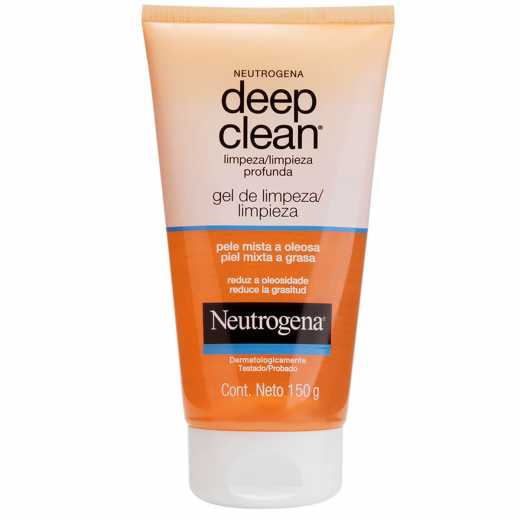 NEUTROGENA
deep
clean®
limpeza/limpieza
profunda
gel de limpeza/
limpieza
pele mista a oleosa
piel mixta a grasa
reduz a oleosidade
reduce la grasitud
Neutrogena®
Dermatologicamente
Testado/Probado
Cont. Neto 150 g